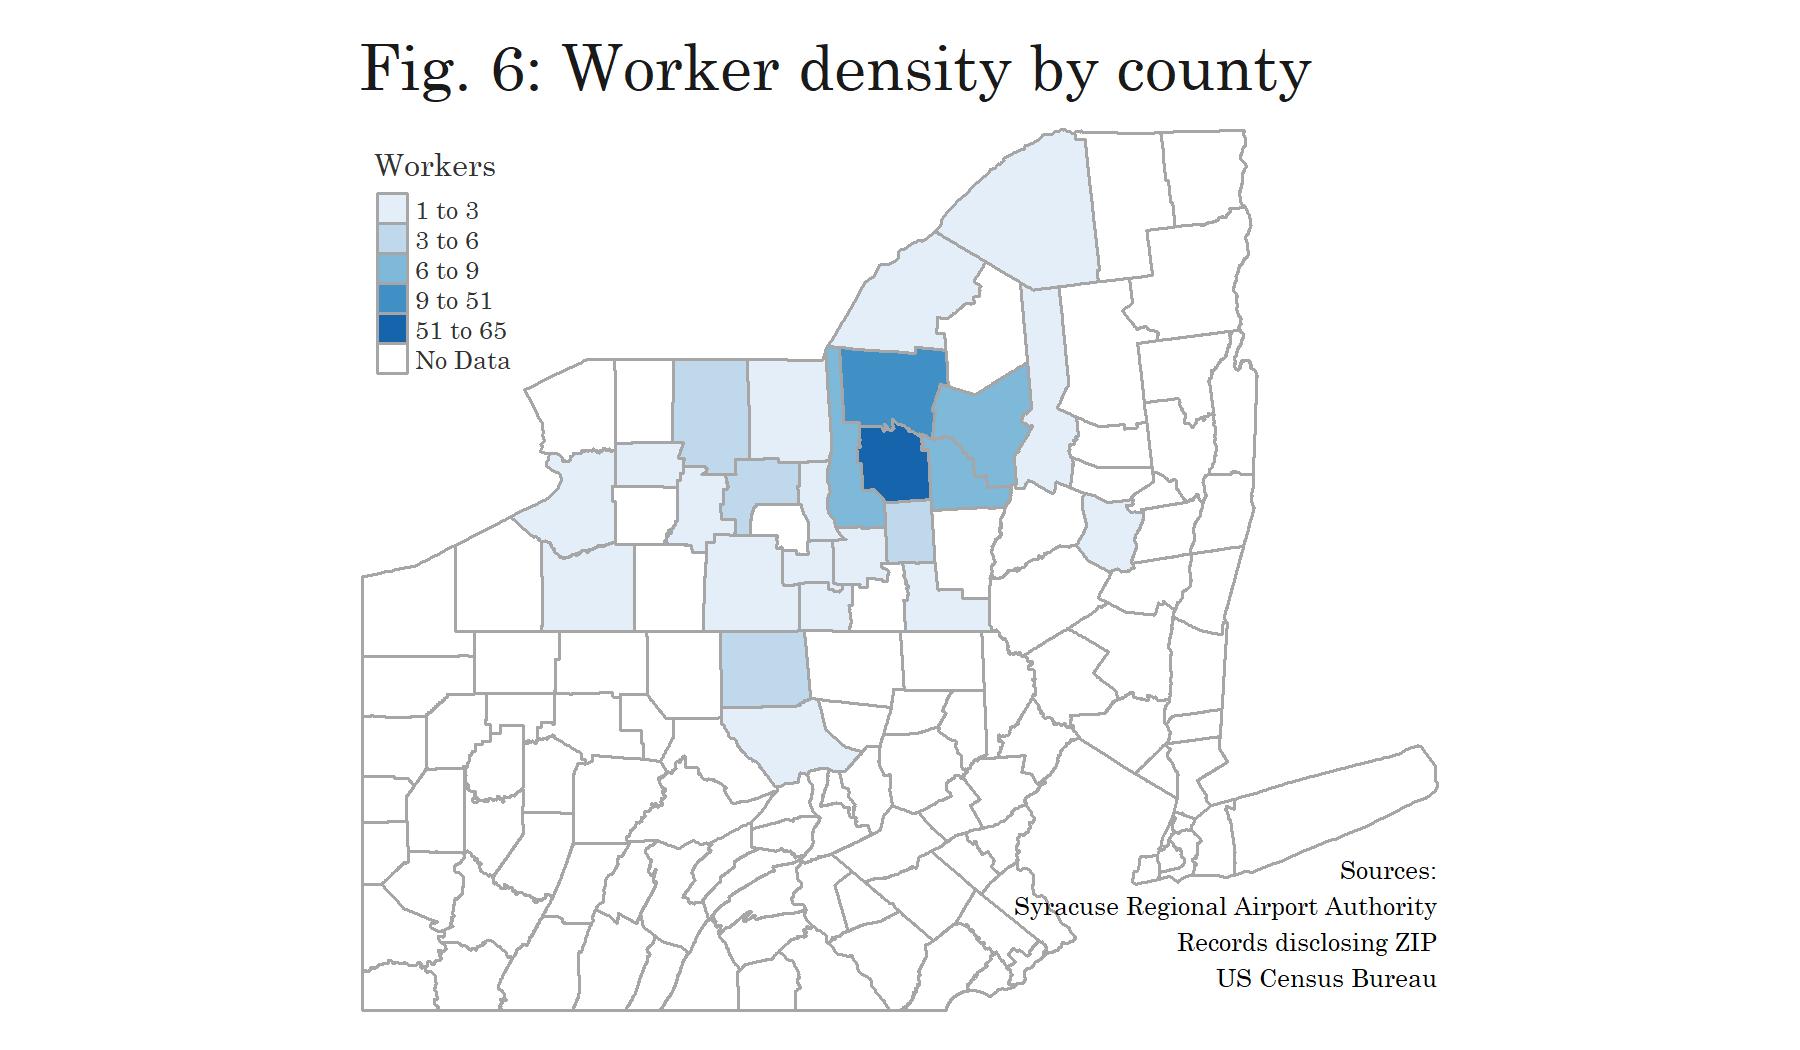 Fig. 6: Worker density by county
Workers
1 to 3
3 to 6
6 to 9
9 to 51
51 to 65
No Data
Sources:
Syracuse Regional Airport Authority
Records disclosing ZIP
US Census Bureau